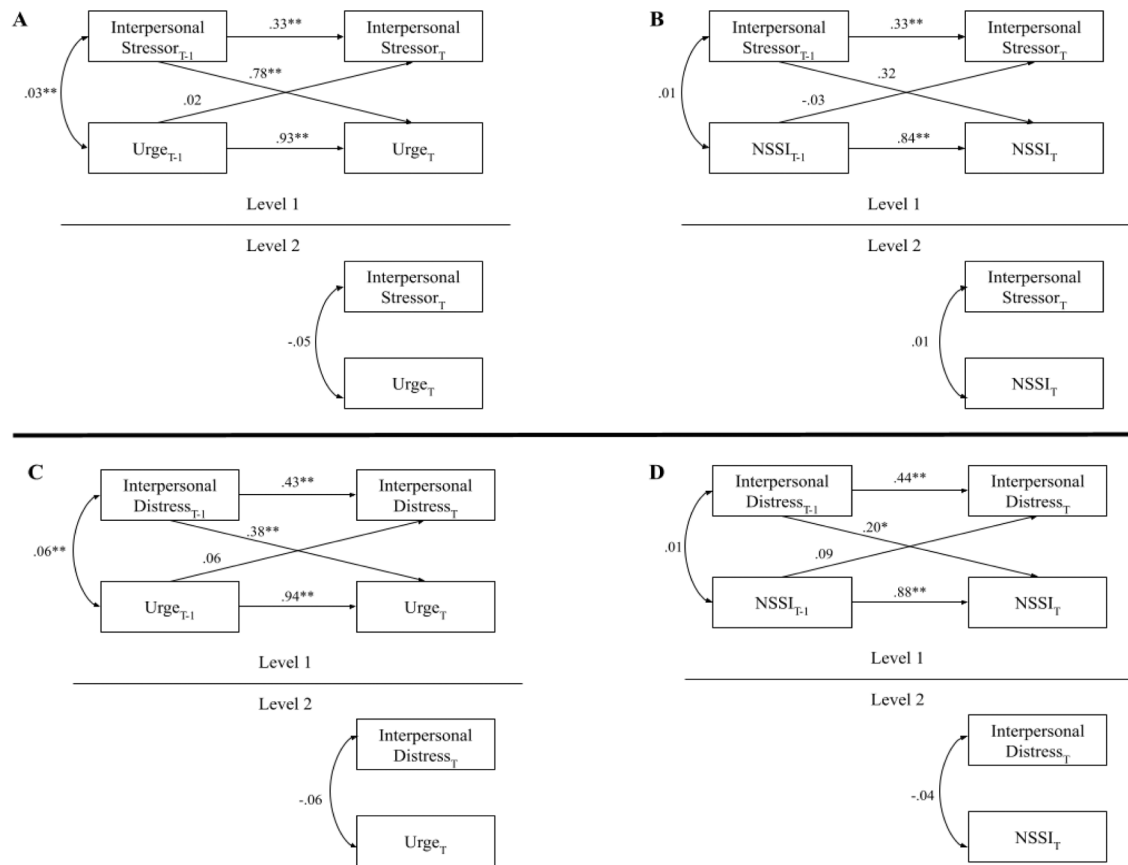 A
Interpersonal
Stressor_T-1
.33**
Interpersonal
Stressor_T
.78**
.03**
.02
Urge_T-1
.93**
Urge_T
Level 1
Level 2
Interpersonal
Stressor_T
-.05
Urge_T
B
Interpersonal
Stressor_T-1
.33**
Interpersonal
Stressor_T
.32
.01
-.03
NSSI_T-1
.84**
NSSI_T
Level 1
Level 2
Interpersonal
Stressor_T
.01
NSSI_T
C
Interpersonal
Distress_T-1
.43**
Interpersonal
Distress_T
.38**
.06**
.06
Urge_T-1
.94**
Urge_T
Level 1
Level 2
Interpersonal
Distress_T
-.06
Urge_T
D
Interpersonal
Distress_T-1
.44**
Interpersonal
Distress_T
.20*
.01
.09
NSSI_T-1
.88**
NSSI_T
Level 1
Level 2
Interpersonal
Distress_T
-.04
NSSI_T